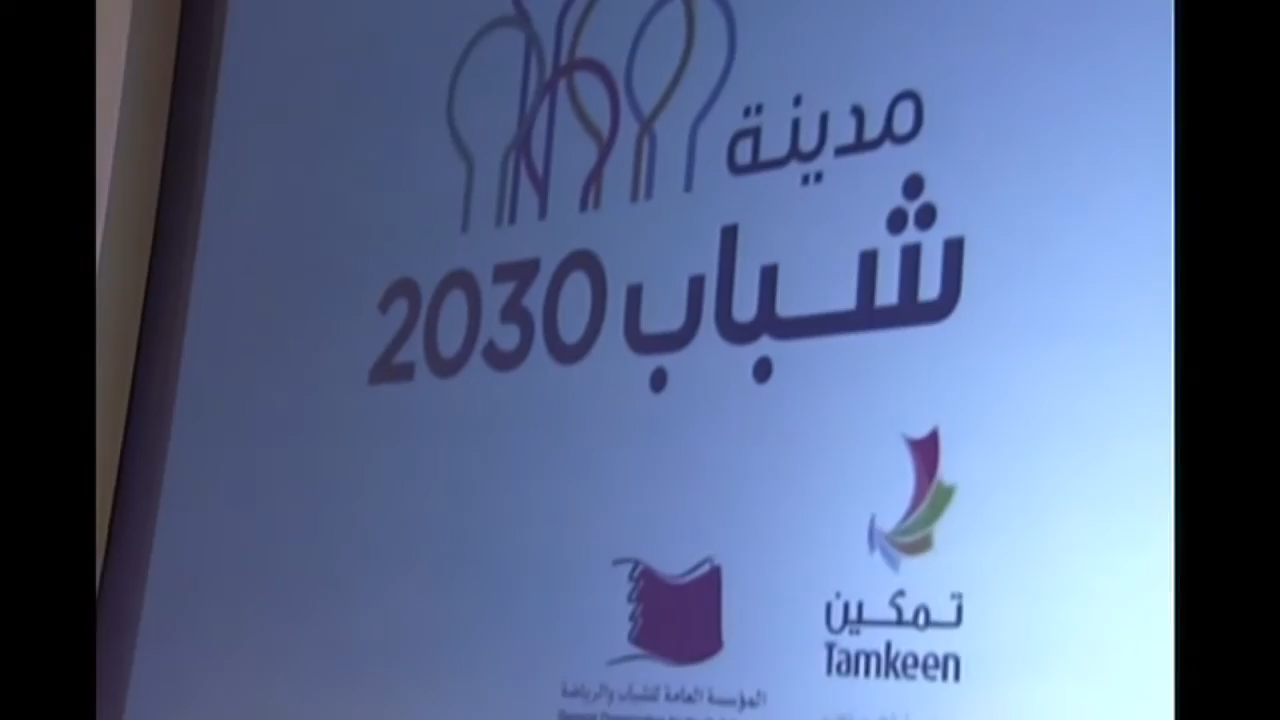 مدينة
شباب 2030
تمكين
Tamkeen
المؤسسة العامة للشباب والرياضة